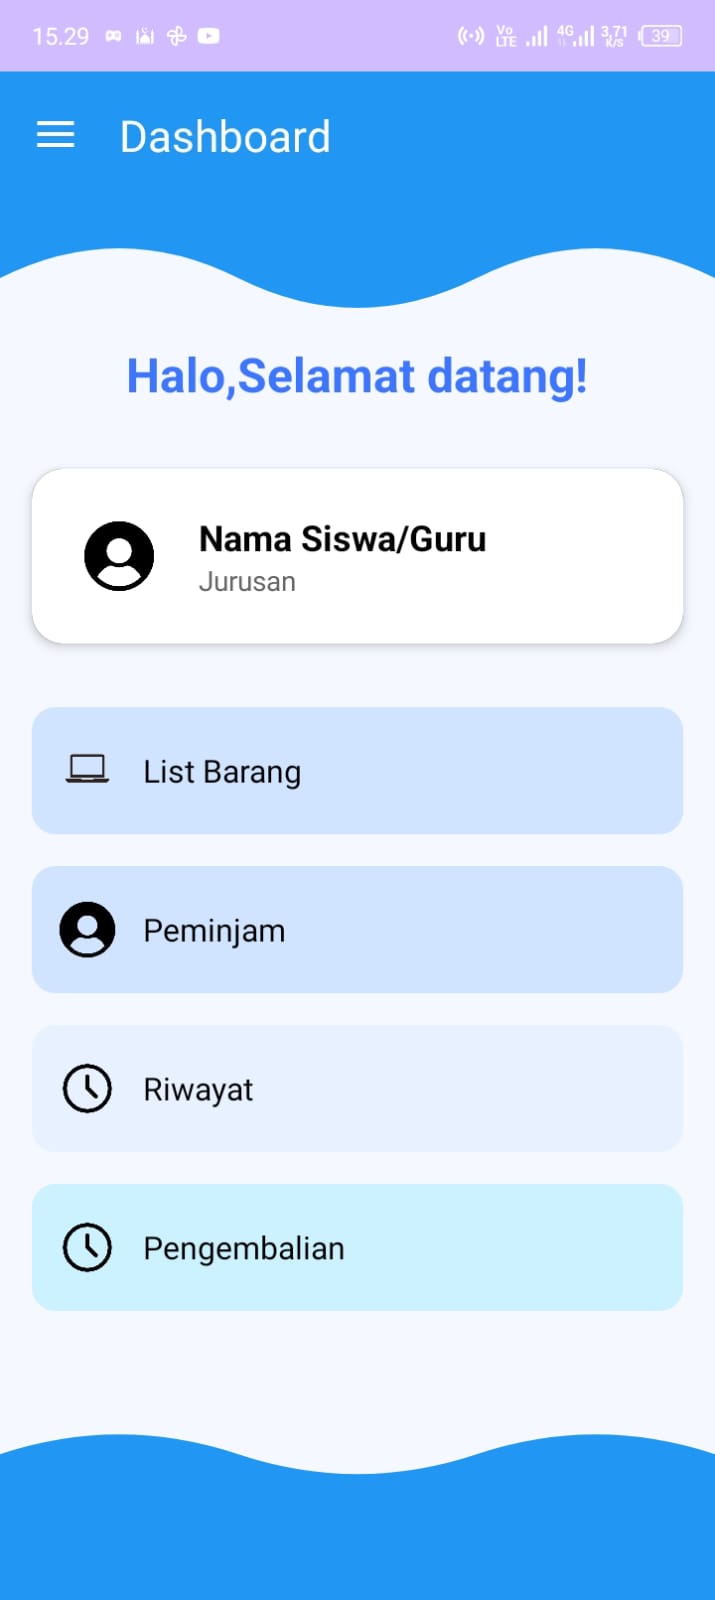 15.29 Vo LTE 4G 3,71 K/S 39
Dashboard
Halo,Selamat datang!
Nama Siswa/Guru
Jurusan
List Barang
Peminjam
Riwayat
Pengembalian